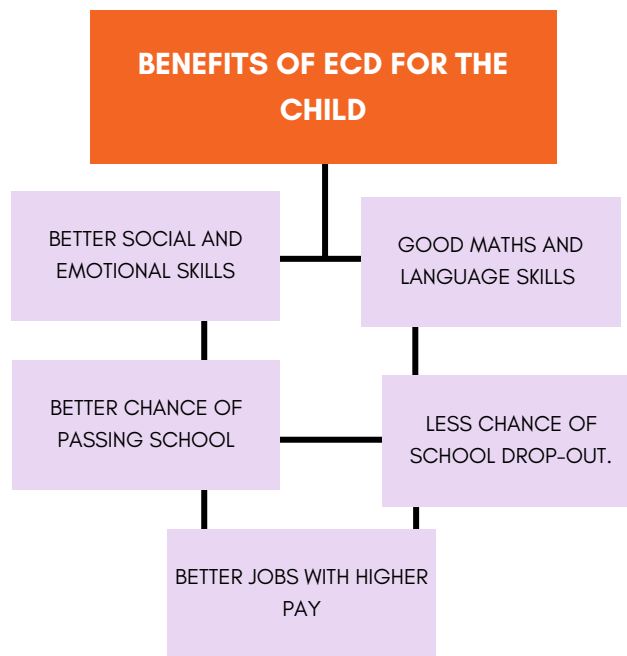 BENEFITS OF ECD FOR THE
CHILD
BETTER SOCIAL AND
EMOTIONAL SKILLS
GOOD MATHS AND
LANGUAGE SKILLS
BETTER CHANCE OF
PASSING SCHOOL
LESS CHANCE OF
SCHOOL DROP-OUT.
BETTER JOBS WITH HIGHER
PAY